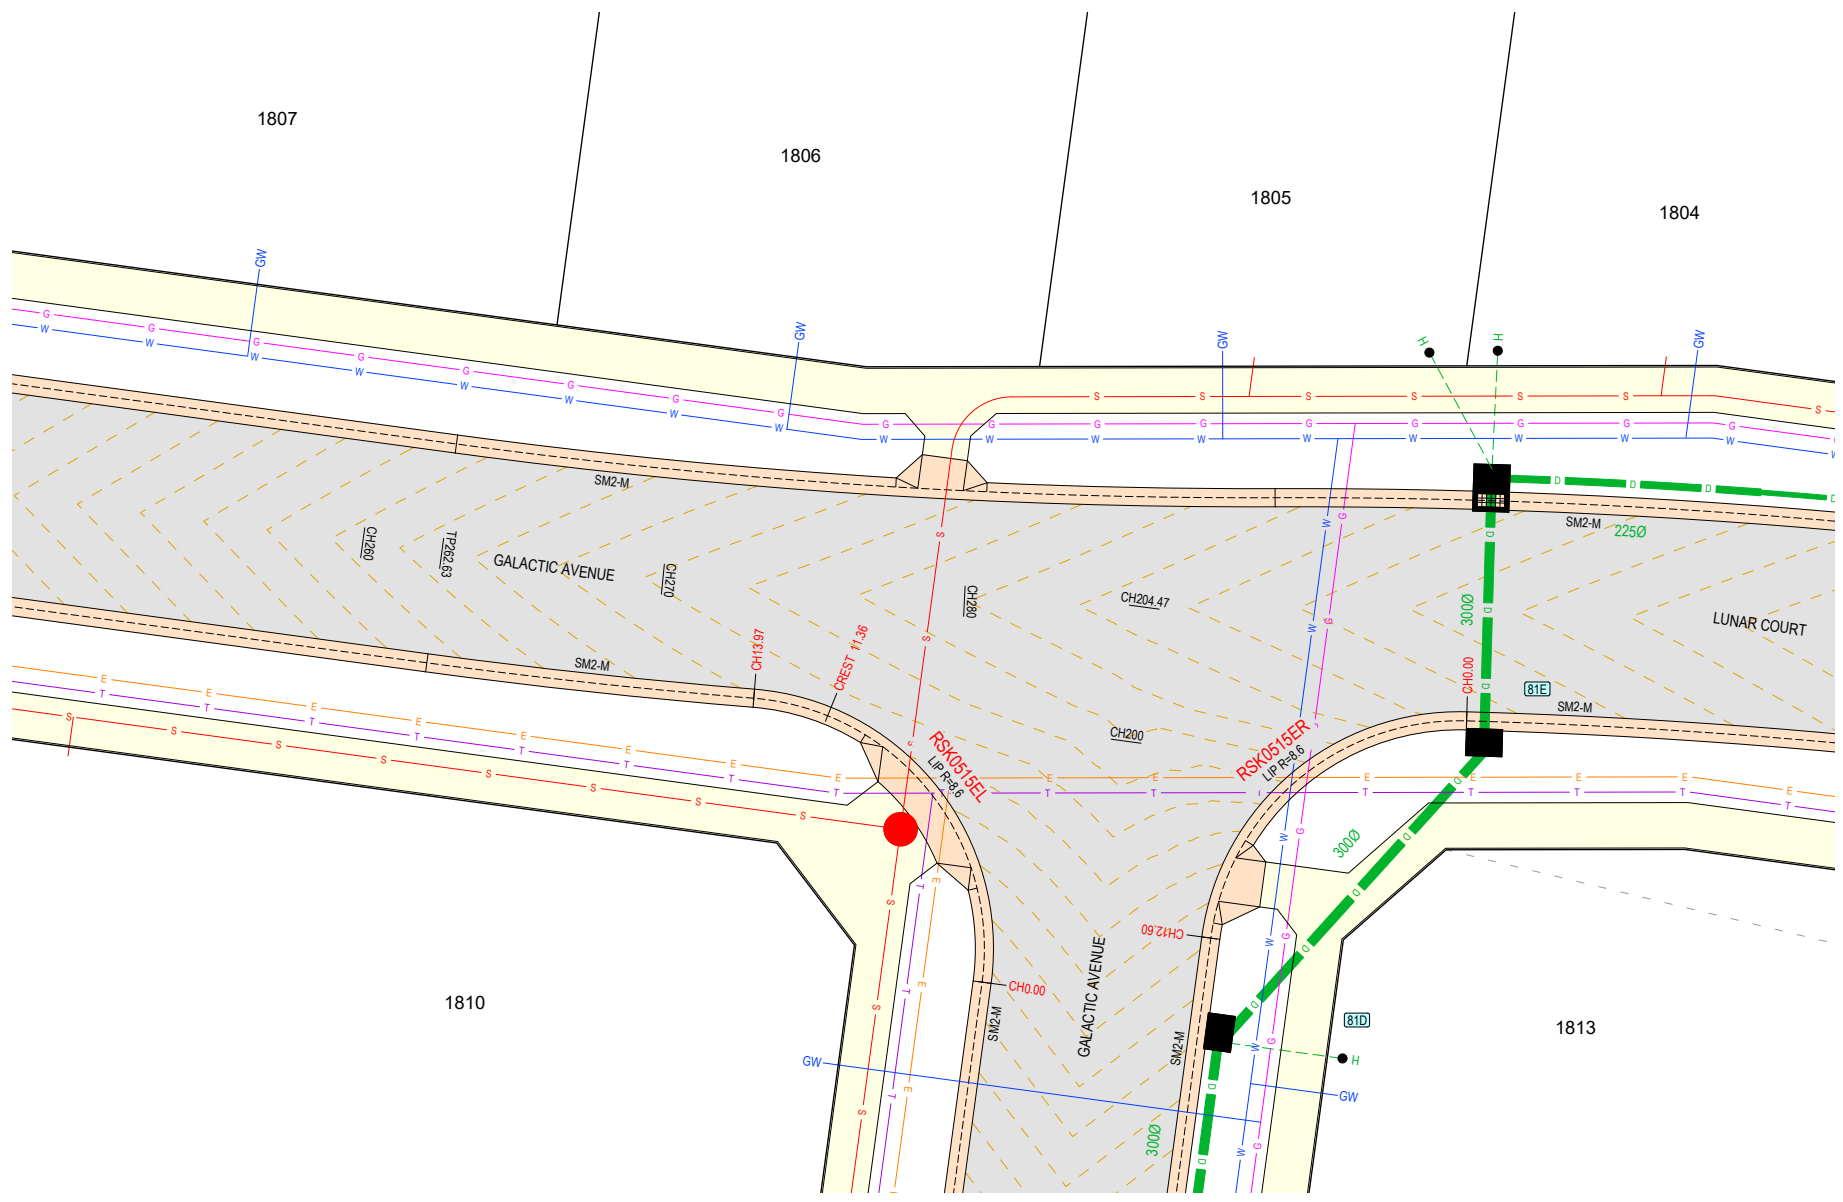 1807
1806
1805
1804
GW
GW
GW
GW
H
H
G G G G G G G G G G G G G G G G G
W W W W W W W W W W W W W W W W W W
S S S S S S S
D D D D
SM2-M
SM2-M
225Ø
CH260
TP262.63
GALACTIC AVENUE
CH270
CH280
CH204.47
300Ø
LUNAR COURT
CH13.97
CREST 11.36
CH0.00
81E
SM2-M
SM2-M
CH200
RSK0515EL
LIP R=8.6
RSK0515ER
LIP R=8.6
E E E E E E E E E E E E E
T T T T T T T T T T T T T
S S S S S S S S
300Ø
CH12.60
CH0.00
GALACTIC AVENUE
SM2-M
SM2-M
1810
81D
1813
GW
H
GW
300Ø